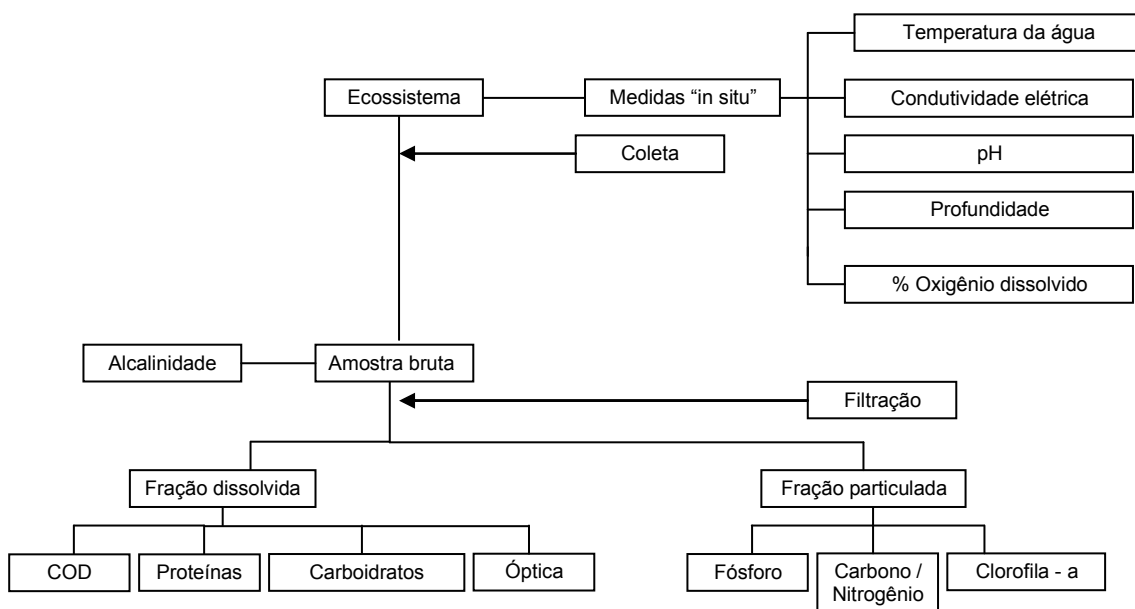 Temperatura da água
Ecossistema
Medidas “in situ”
Condutividade elétrica
Coleta
pH
Profundidade
% Oxigênio dissolvido
Alcalinidade
Amostra bruta
Filtração
Fração dissolvida
Fração particulada
COD
Proteínas
Carboidratos
Óptica
Fósforo
Carbono /
Nitrogênio
Clorofila - a